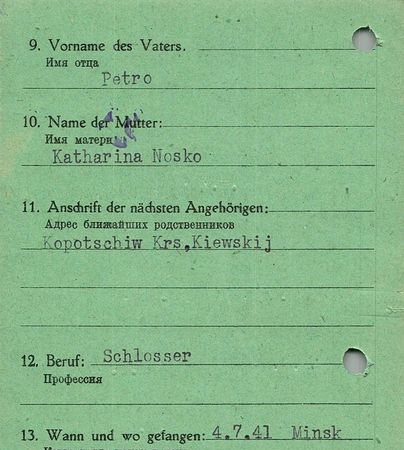 9. Vorname des Vaters.
Имя отца
Petro
10. Name der Mutter:
Имя матери
Katharina Nosko
11. Anschrift der nächsten Angehörigen:
Адрес ближайших родственников
Kopotschiw Krs,Kiewskij
12. Beruf: Schlosser
Профессия
13. Wann und wo gefangen: 4.7.41 Minsk